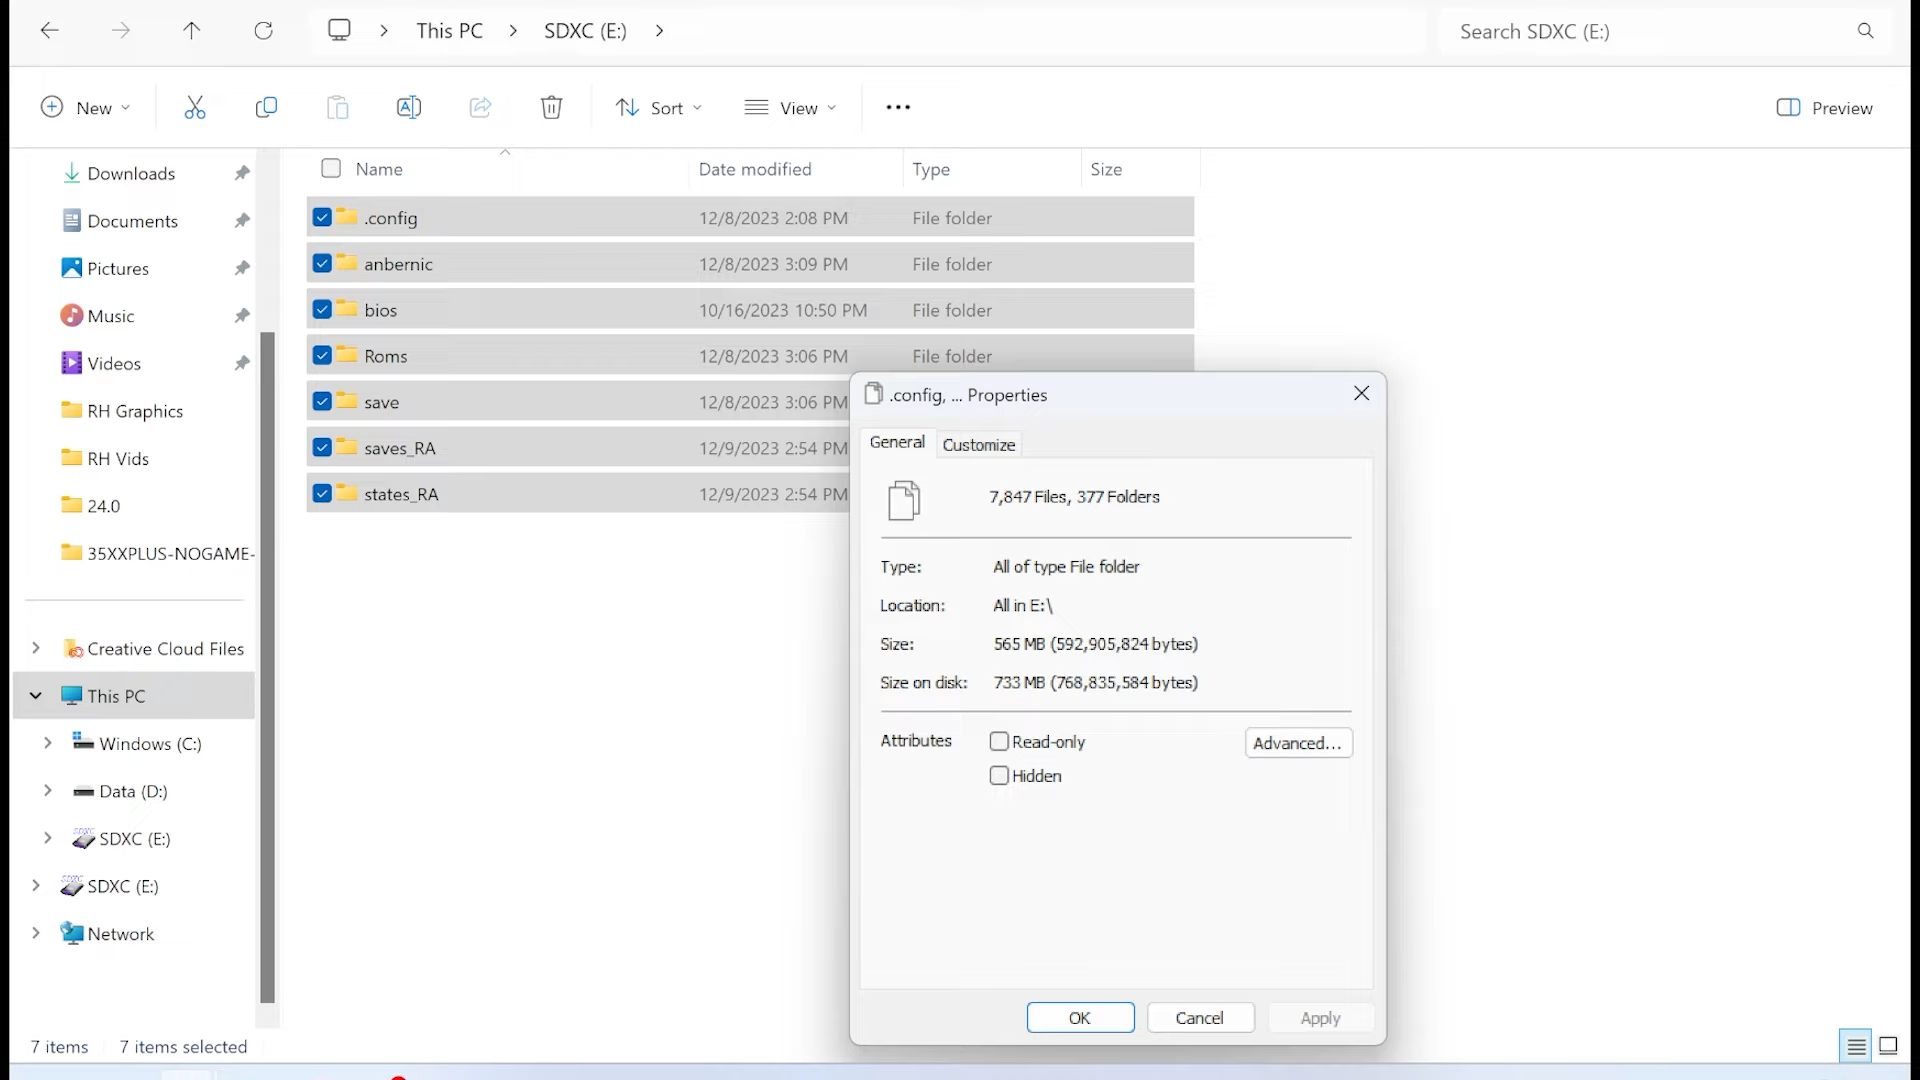 This PC
SDXC (E:)
Search SDXC (E:)
New
Sort
View
Preview
Downloads
Documents
Pictures
Music
Videos
RH Graphics
RH Vids
24.0
35XXPLUS-NOGAME-
Creative Cloud Files
This PC
Windows (C:)
Data (D:)
SDXC (E:)
SDXC (E:)
Network
Name Date modified Type Size
.config 12/8/2023 2:08 PM File folder
anbernic 12/8/2023 3:09 PM File folder
bios 10/16/2023 10:50 PM File folder
Roms 12/8/2023 3:06 PM File folder
save 12/8/2023 3:06 PM
saves_RA 12/9/2023 2:54 PM
states_RA 12/9/2023 2:54 PM
.config, ... Properties
General Customize
7,847 Files, 377 Folders
Type: All of type File folder
Location: All in E:\
Size: 565 MB (592,905,824 bytes)
Size on disk: 733 MB (768,835,584 bytes)
Attributes Read-only Advanced...
Hidden
OK Cancel Apply
7 items 7 items selected